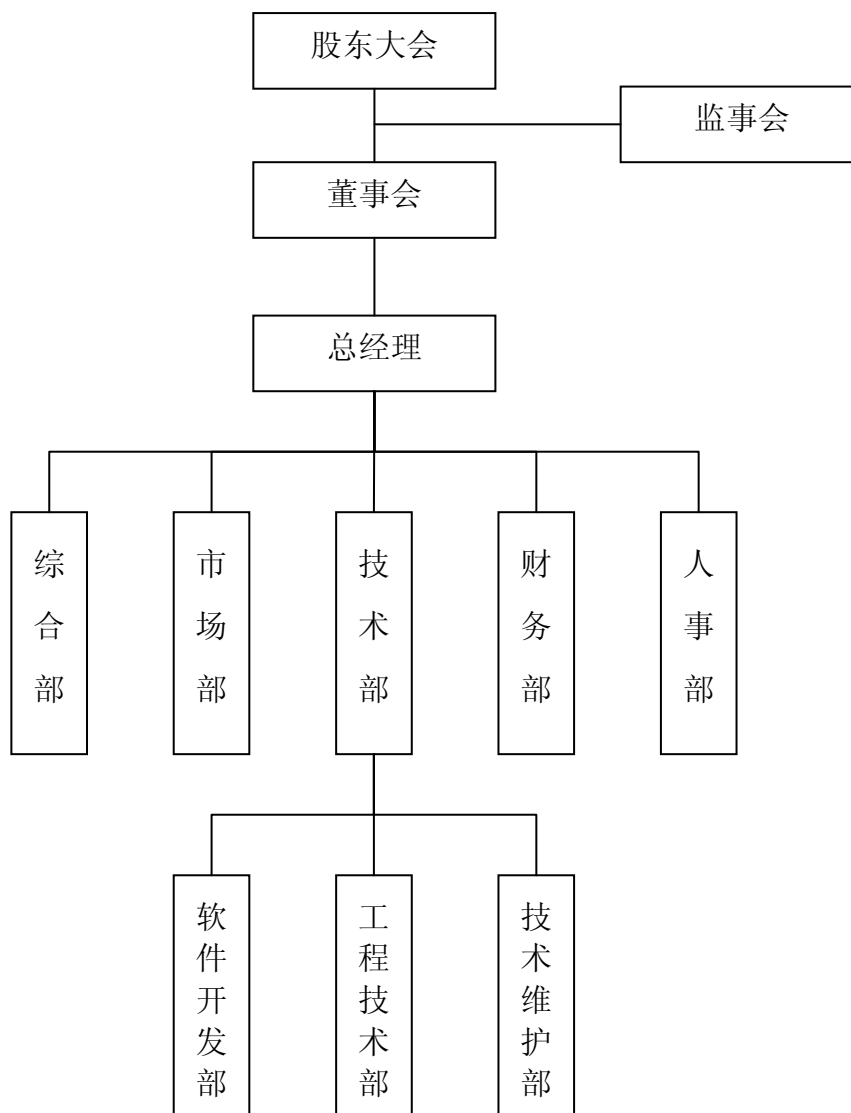 股东大会
监事会
董事会
总经理
综合部
市场部
技术部
财务部
人事部
软件开发部
工程技术部
技术维护部